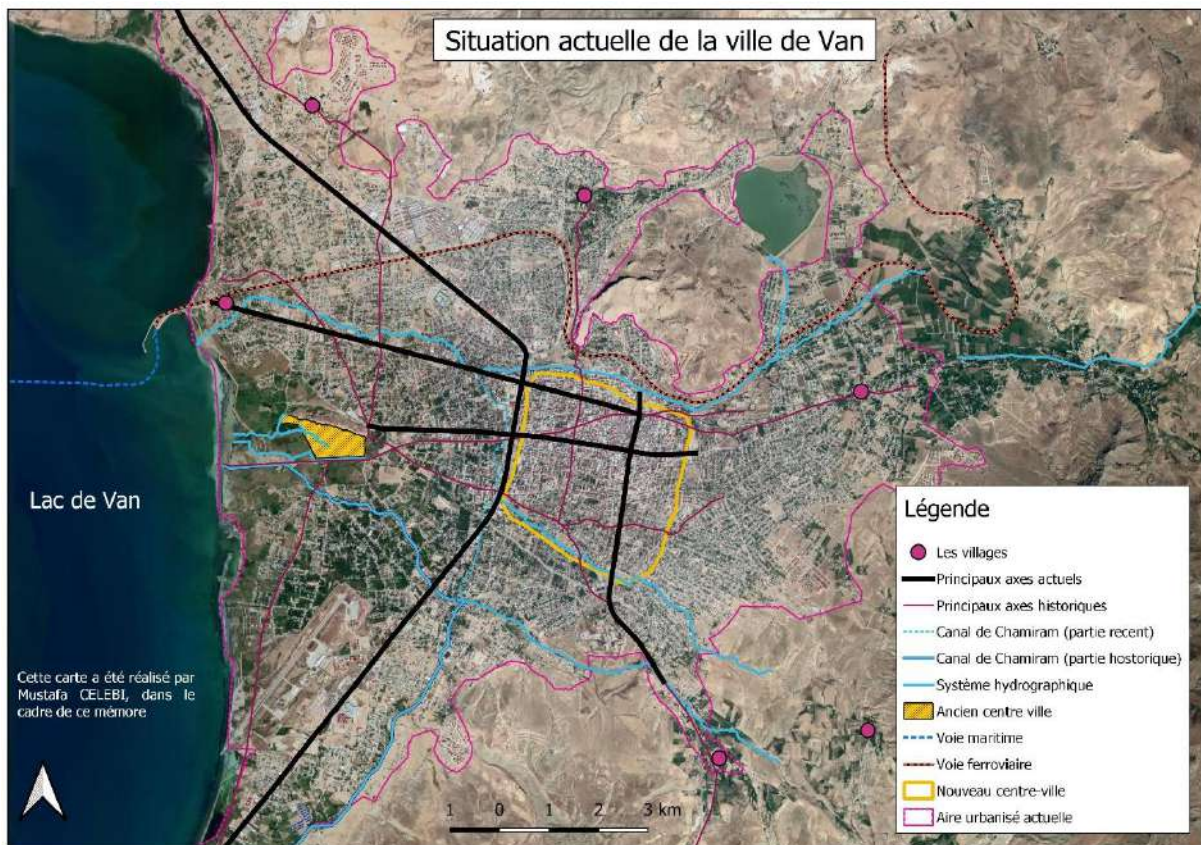 Situation actuelle de la ville de Van
Lac de Van
Cette carte a été réalisé par
Mustafa ÇELEBI, dans le
cadre de ce mémore
1 0 1 2 3 km
Légende
Les villages
Principaux axes actuels
Principaux axes historiques
Canal de Chamiram (partie recent)
Canal de Chamiram (partie hostorique)
Système hydrographique
Ancien centre ville
Voie maritime
Voie ferroviaire
Nouveau centre-ville
Aire urbanisé actuelle